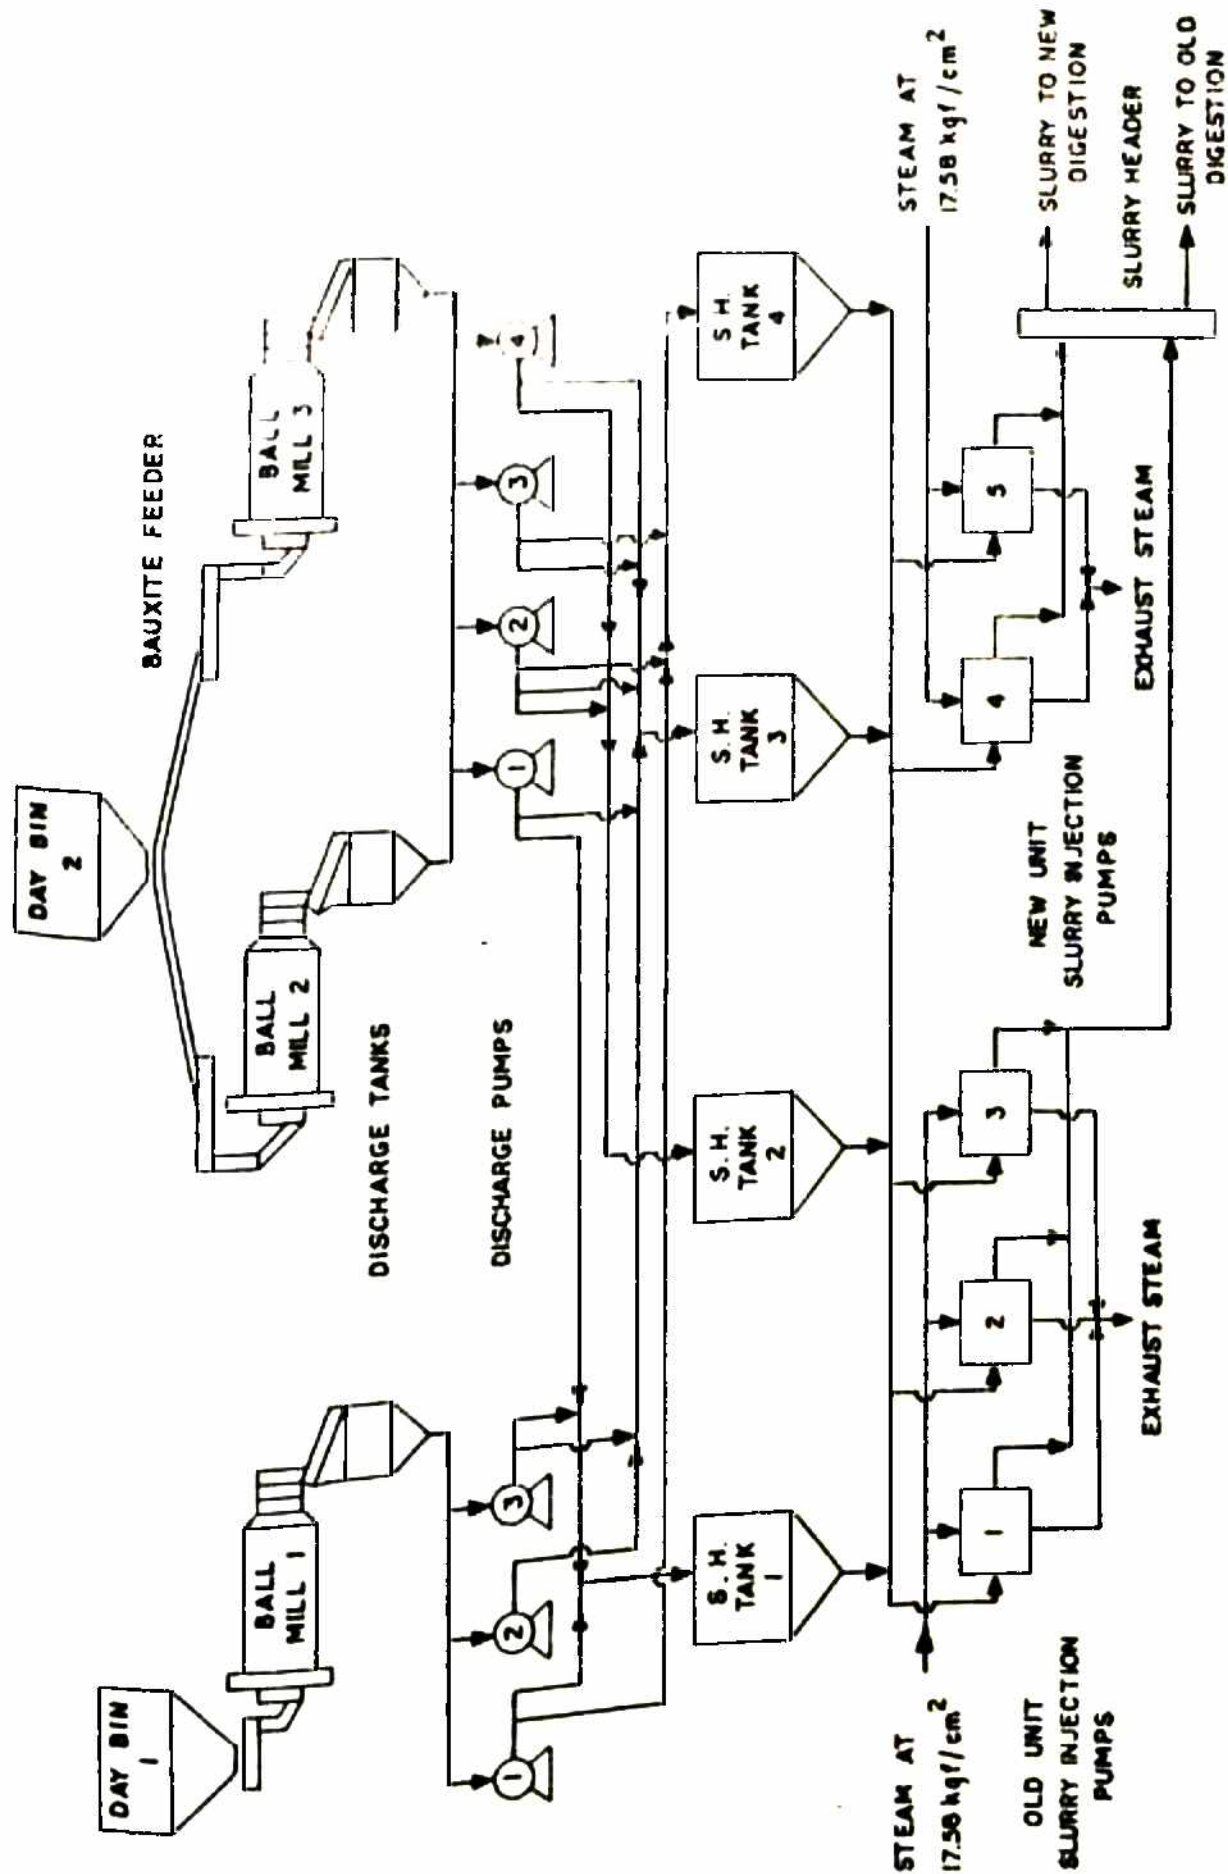 DAY BIN
1
DAY BIN
2
BAUXITE FEEDER
BALL
MILL 1
BALL
MILL 2
BALL
MILL 3
DISCHARGE TANKS
DISCHARGE PUMPS
1
2
3
1
2
3
4
S.H.
TANK
1
S.H.
TANK
2
S.H.
TANK
3
S.H.
TANK
4
STEAM AT
17.58 kgf/cm2
STEAM AT
17.58 kgf/cm2
1
2
3
4
5
OLD UNIT
SLURRY INJECTION
PUMPS
NEW UNIT
SLURRY INJECTION
PUMPS
EXHAUST STEAM
EXHAUST STEAM
SLURRY TO NEW
DIGESTION
SLURRY HEADER
SLURRY TO OLD
DIGESTION